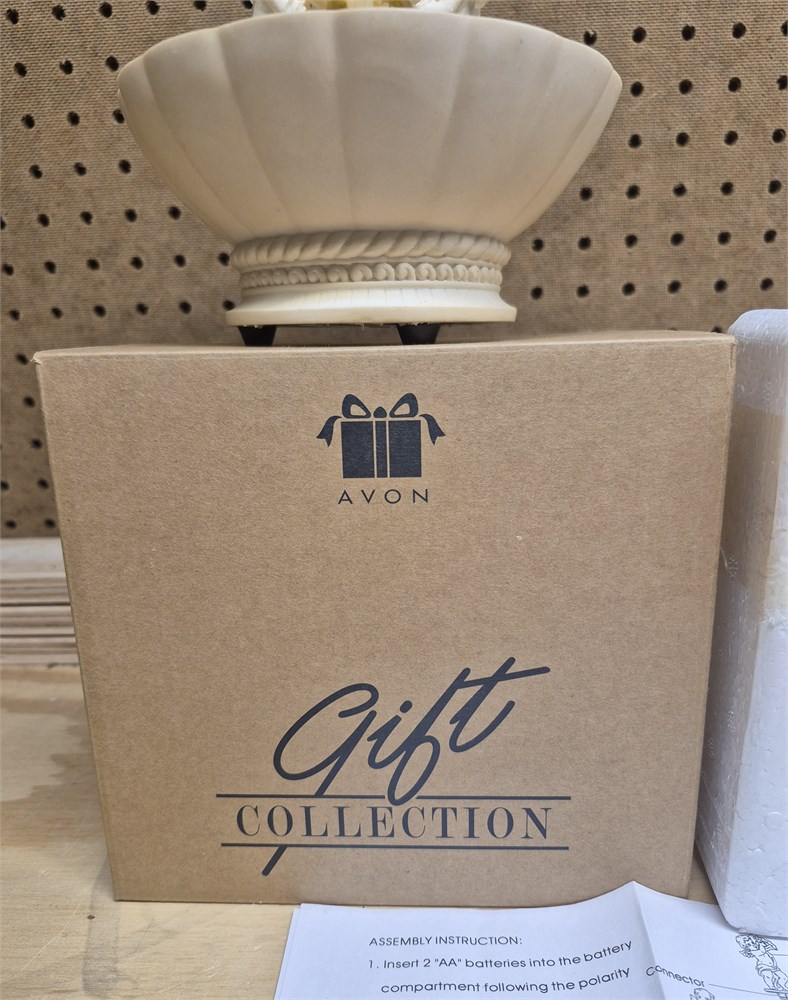 AVON
Gift
COLLECTION
ASSEMBLY INSTRUCTION:
1. Insert 2 "AA" batteries into the battery
compartment following the polarity
Connector